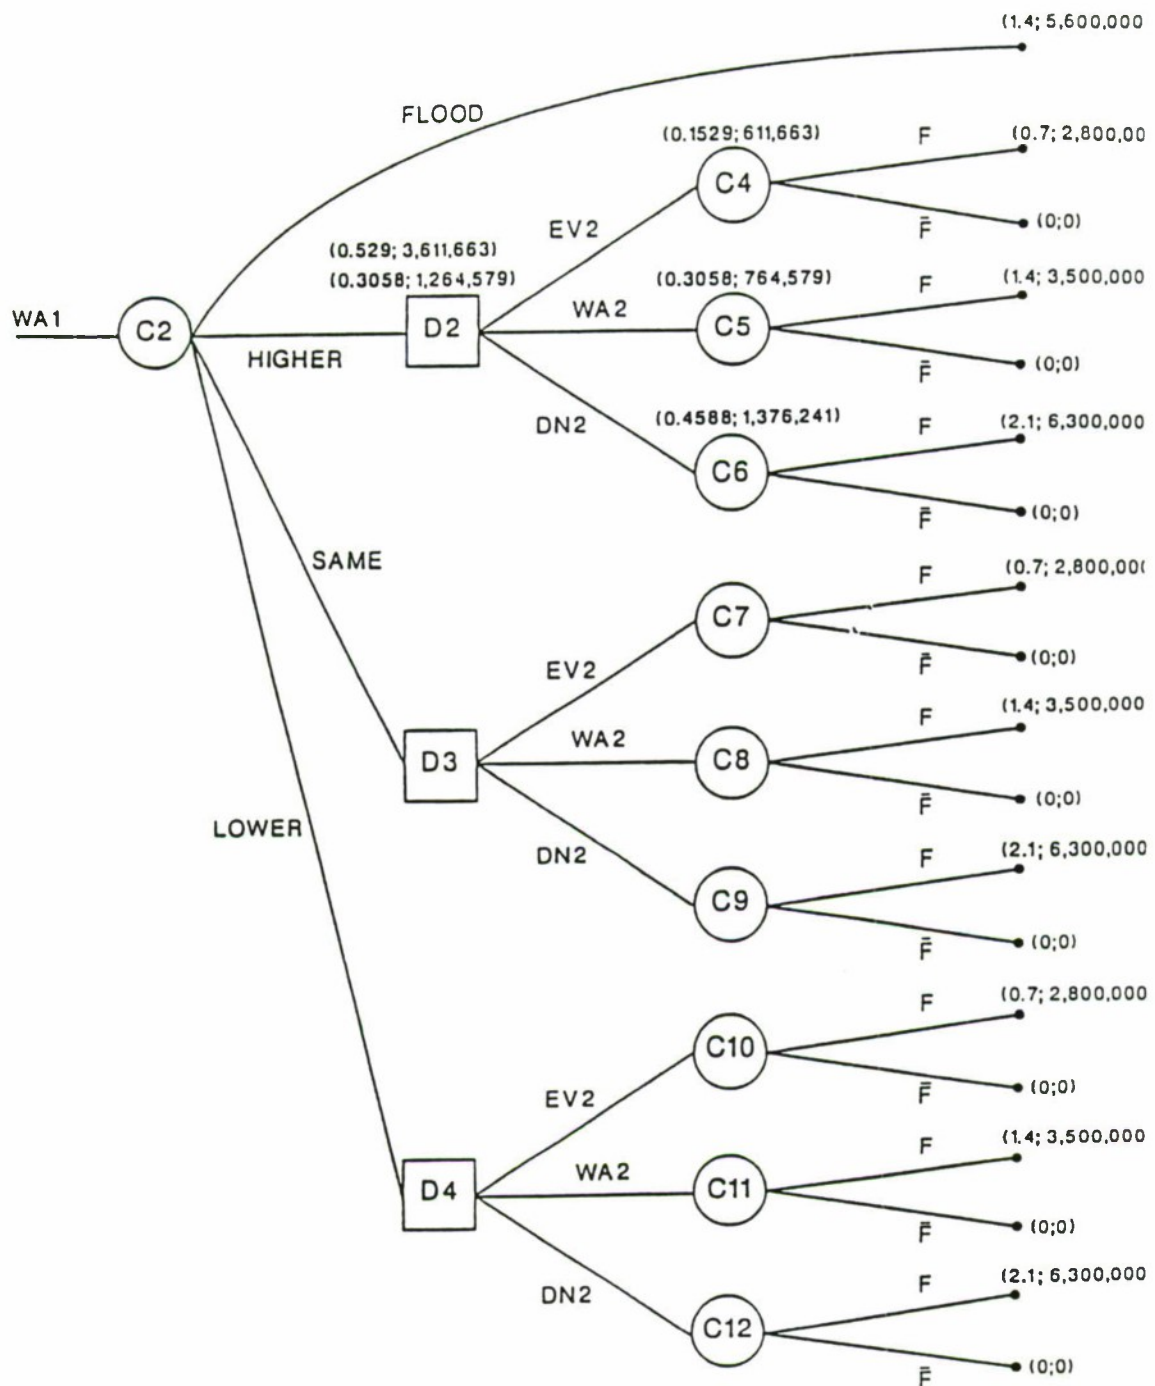 (1.4; 5,600,000
FLOOD
(0.1529; 611,663)
F
(0.7; 2,800,00
C4
EV2
F̄
(0;0)
(0.529; 3,611,663)
(0.3058; 1,264,579)
(0.3058; 764,579)
F
(1.4; 3,500,000
WA1
C2
HIGHER
D2
WA2
C5
F̄
(0;0)
DN2
(0.4588; 1,376,241)
F
(2.1; 6,300,000
C6
F̄
(0;0)
SAME
F
(0.7; 2,800,00(
C7
EV2
F̄
(0;0)
F
(1.4; 3,500,000
D3
WA2
C8
F̄
(0;0)
LOWER
DN2
F
(2.1; 6,300,000
C9
F̄
(0;0)
F
(0.7; 2,800,000
C10
EV2
F̄
(0;0)
F
(1.4; 3,500,000
D4
WA2
C11
F̄
(0;0)
DN2
F
(2.1; 6,300,000
C12
F̄
(0;0)